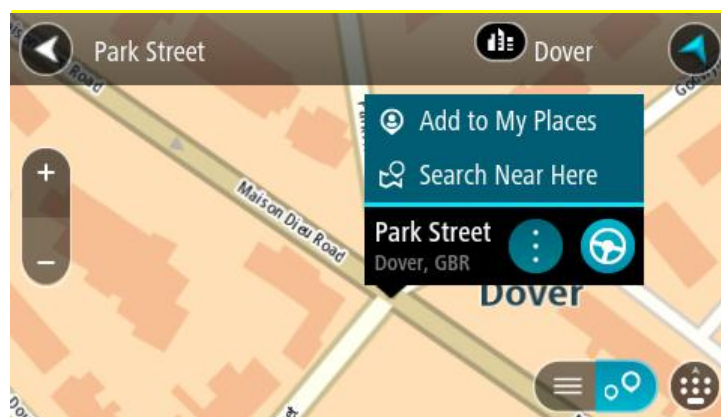 Park Street
Dover
Road
Add to My Places
Search Near Here
Maison Dieu Road
Park Street
Dover, GBR
Dover